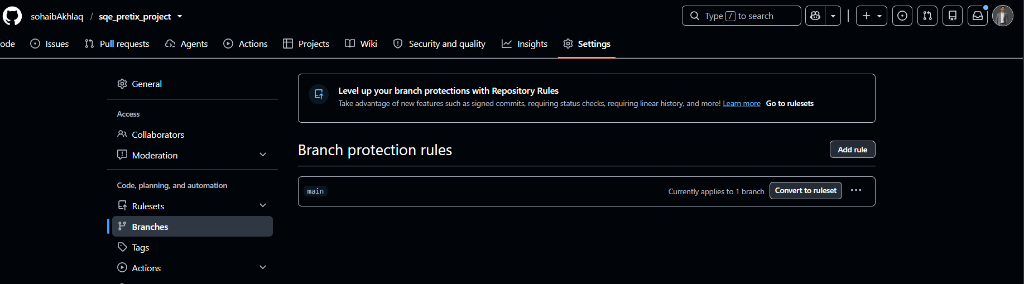 sohaibAkhlaq / sqe_pretix_project
Type / to search
ode Issues Pull requests Agents Actions Projects Wiki Security and quality Insights Settings
General
Access
Collaborators
Moderation
Code, planning, and automation
Rulesets
Branches
Tags
Actions
Level up your branch protections with Repository Rules
Take advantage of new features such as signed commits, requiring status checks, requiring linear history, and more! Learn more Go to rulesets
Branch protection rules Add rule
main Currently applies to 1 branch Convert to ruleset